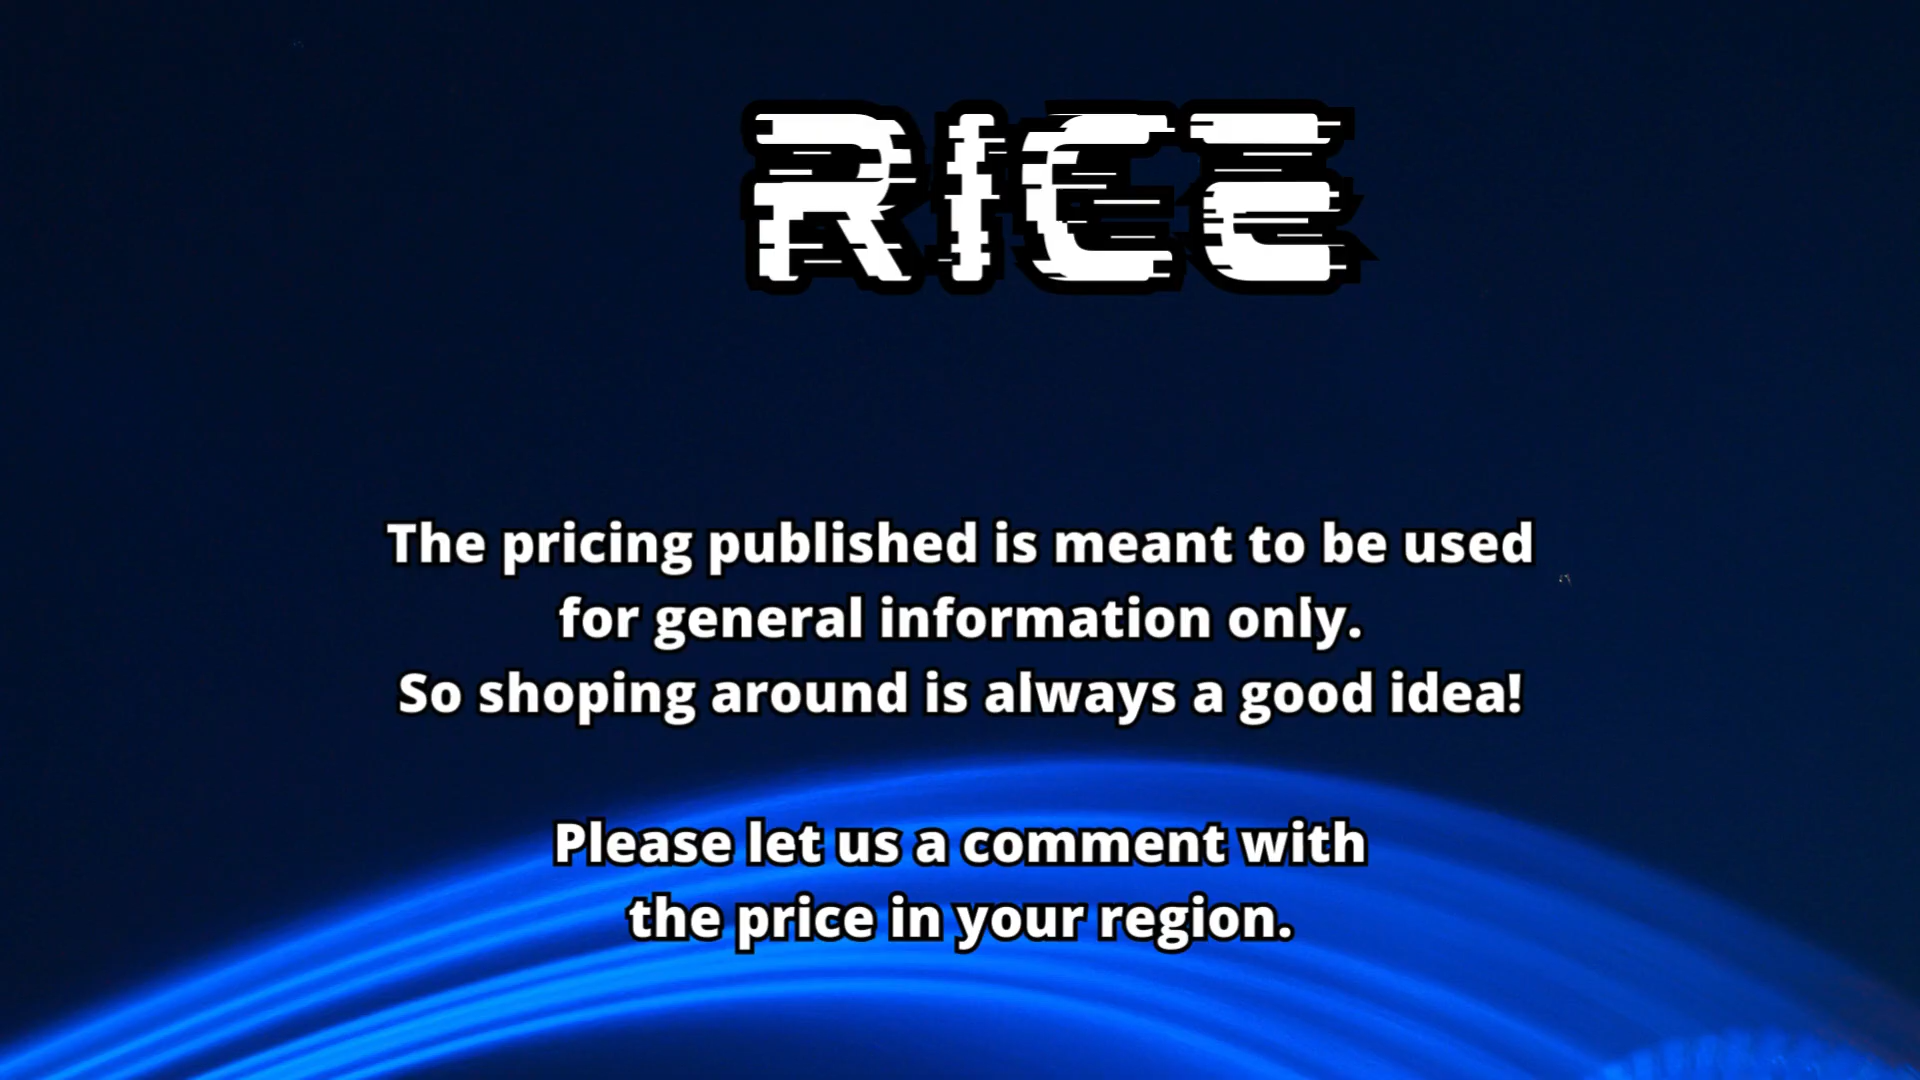 RICE
The pricing published is meant to be used
for general information only.
So shoping around is always a good idea!
Please let us a comment with
the price in your region.